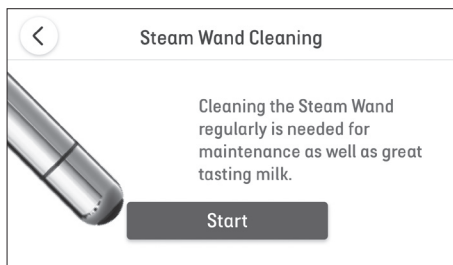 Steam Wand Cleaning
Cleaning the Steam Wand
regularly is needed for
maintenance as well as great
tasting milk.
Start